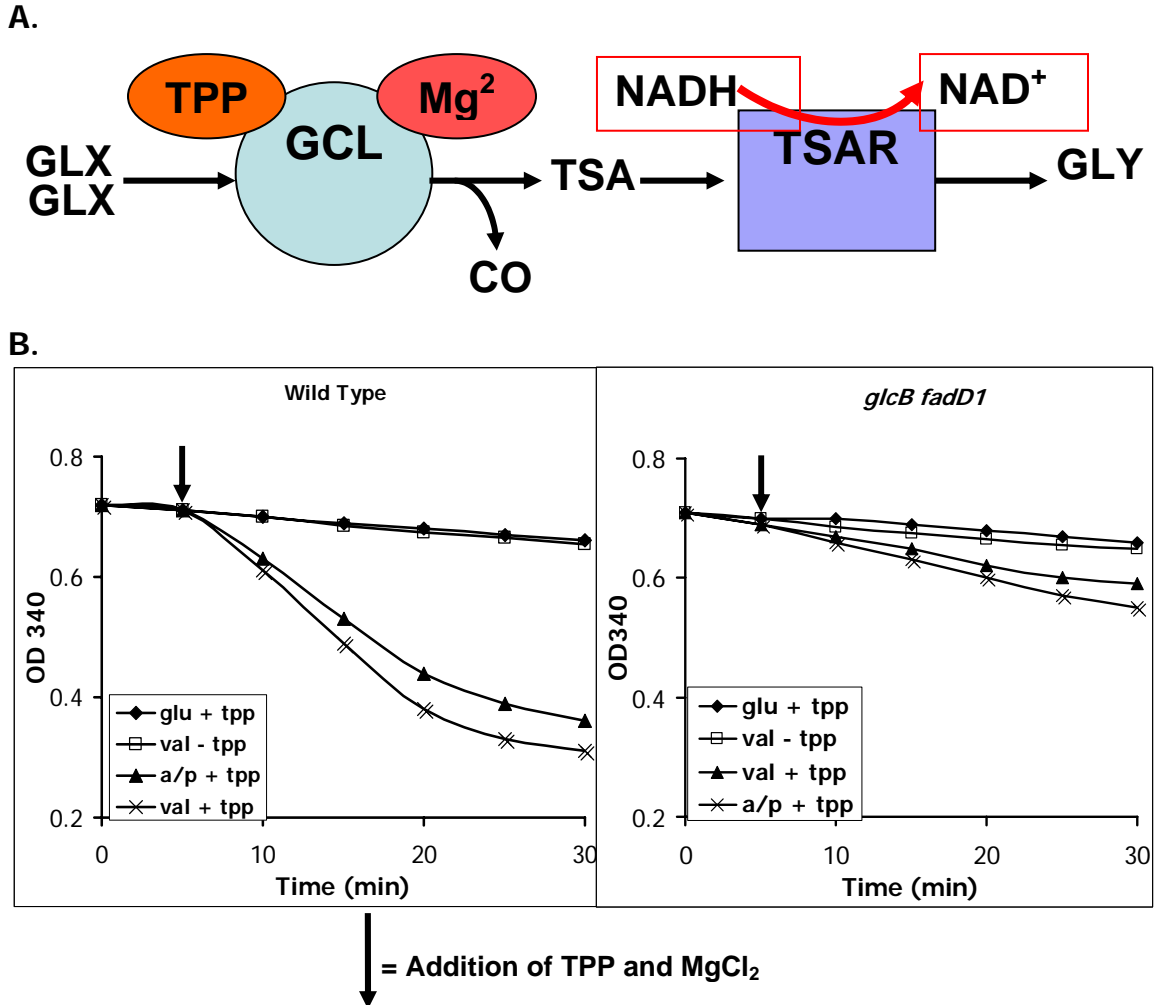 A.
TPP
Mg2
NADH
NAD+
GCL
TSAR
GLX
GLX
TSA
GLY
CO
B.
Wild Type
OD 340
0.8
0.6
0.4
0.2
glu + tpp
val - tpp
a/p + tpp
val + tpp
0 10 20 30
Time (min)
glcB fadD1
OD340
0.8
0.6
0.4
0.2
glu + tpp
val - tpp
val + tpp
a/p + tpp
0 10 20 30
Time (min)
= Addition of TPP and MgCl2